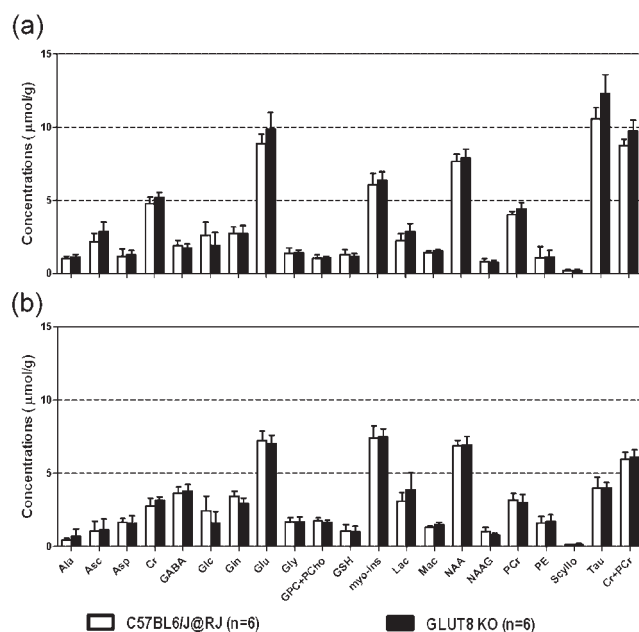 (a)
15
10
5
0
Concentrations ( μmol/g)
(b)
15
10
5
0
Concentrations ( μmol/g)
Ala
Asc
Asp
Cr
GABA
Glc
Gln
Glu
Gly
GPC+PCho
GSH
myo-Ins
Lac
Mac
NAA
NAAG
PCr
PE
Scyllo
Tau
Cr+PCr
C57BL6/J@RJ (n=6)
GLUT8 KO (n=6)